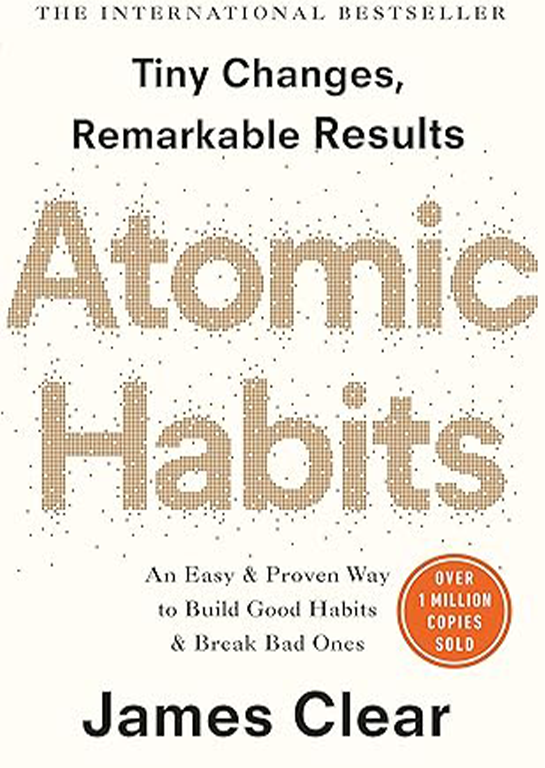 THE INTERNATIONAL BESTSELLER
Tiny Changes,
Remarkable Results
Atomic
Habits
An Easy & Proven Way
to Build Good Habits
& Break Bad Ones
OVER
1 MILLION
COPIES
SOLD
James Clear